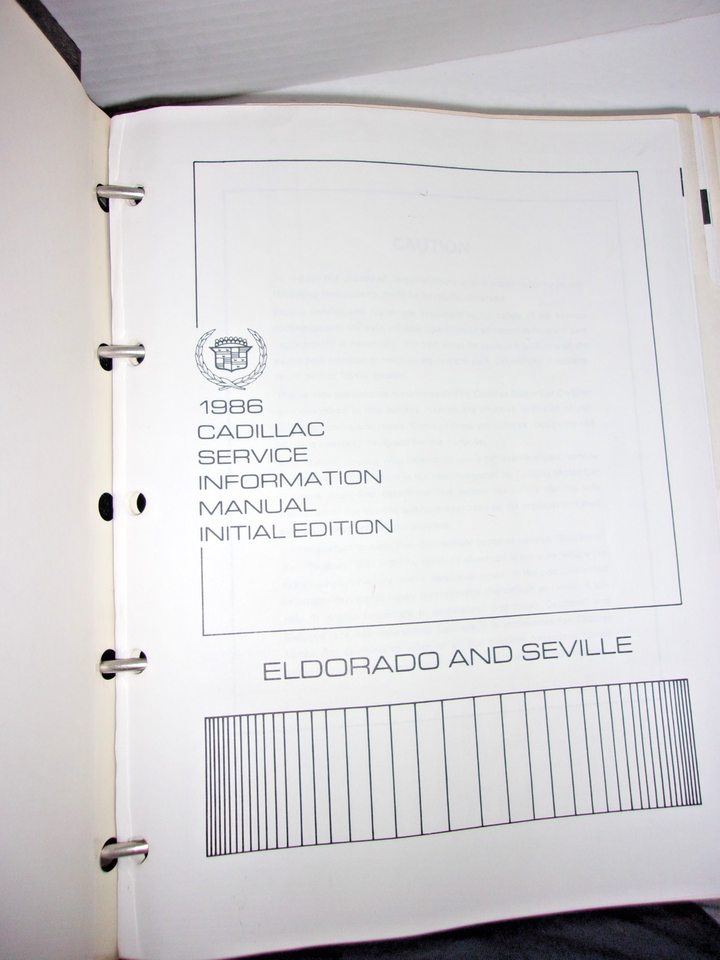 1986
CADILLAC
SERVICE
INFORMATION
MANUAL
INITIAL EDITION
ELDORADO AND SEVILLE